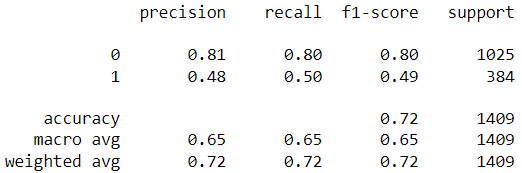 precision recall f1-score support
0 0.81 0.80 0.80 1025
1 0.48 0.50 0.49 384
accuracy 0.72 1409
macro avg 0.65 0.65 0.65 1409
weighted avg 0.72 0.72 0.72 1409